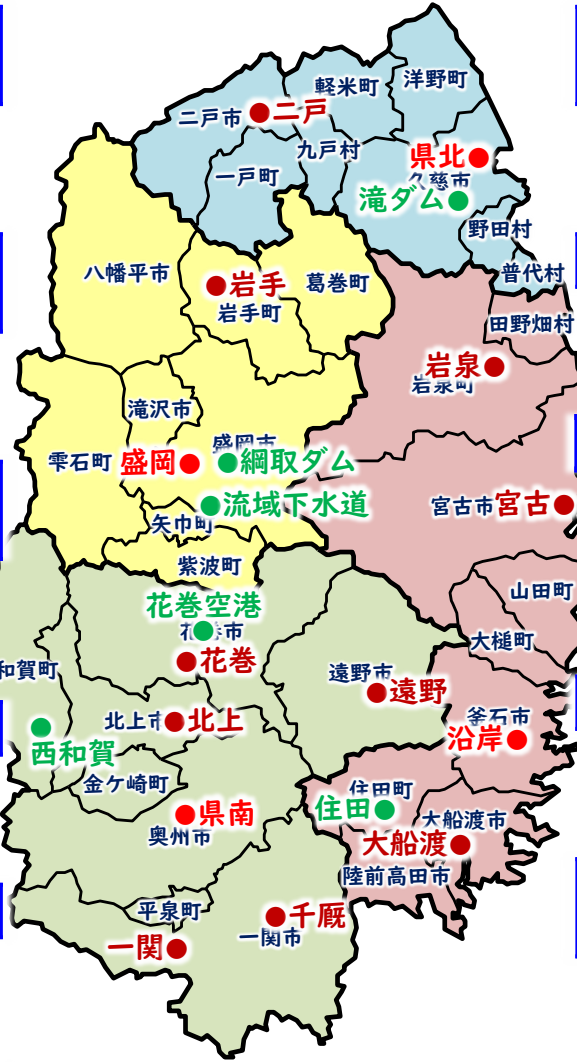 洋野町
軽米町
二戸市
二戸
九戸村
県北
久慈市
一戸町
滝ダム
野田村
普代村
八幡平市
岩手
葛巻町
岩手町
田野畑村
岩泉
岩泉町
滝沢市
盛岡市
雫石町
盛岡
綱取ダム
宮古市
宮古
流域下水道
矢巾町
紫波町
山田町
花巻空港
花巻市
大槌町
花巻
和賀町
遠野市
遠野
北上市
北上
釜石市
沿岸
西和賀
金ケ崎町
住田町
住田
県南
奥州市
大船渡市
大船渡
陸前高田市
平泉町
千厩
一関市
一関